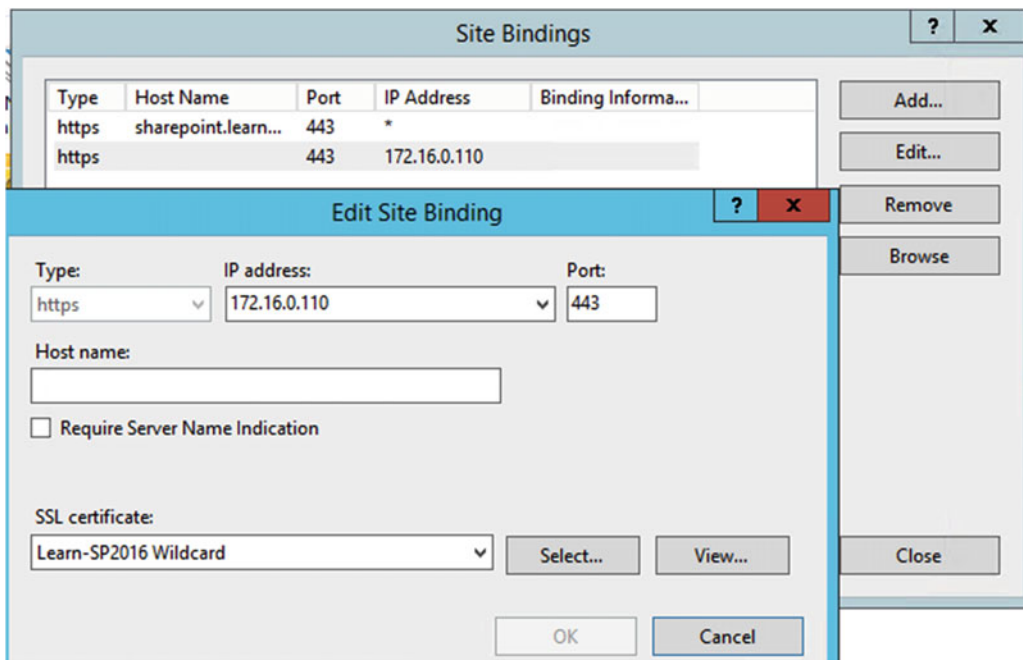 Site Bindings
? x
Type Host Name Port IP Address Binding Informa...
https sharepoint.learn... 443 *
https 443 172.16.0.110
Add...
Edit...
Remove
Browse
Close
Edit Site Binding
? x
Type: IP address: Port:
https 172.16.0.110 443
Host name:
Require Server Name Indication
SSL certificate:
Learn-SP2016 Wildcard Select... View...
OK Cancel